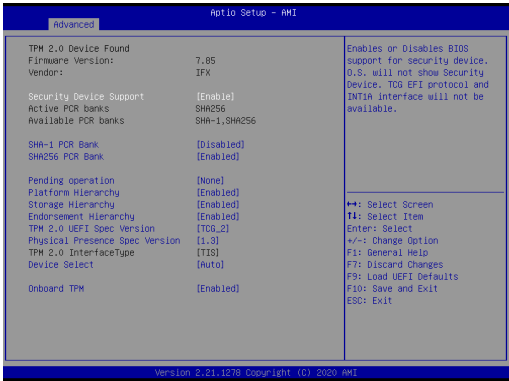 Aptio Setup - AMI
Advanced
TPM 2.0 Device Found
Firmware Version: 7.85
Vendor: IFX
Security Device Support [Enable]
Active PCR banks SHA256
Available PCR banks SHA-1,SHA256
SHA-1 PCR Bank [Disabled]
SHA256 PCR Bank [Enabled]
Pending operation [None]
Platform Hierarchy [Enabled]
Storage Hierarchy [Enabled]
Endorsement Hierarchy [Enabled]
TPM 2.0 UEFI Spec Version [TCG_2]
Physical Presence Spec Version [1.3]
TPM 2.0 InterfaceType [TIS]
Device Select [Auto]
Onboard TPM [Enabled]
Enables or Disables BIOS
support for security device.
O.S. will not show Security
Device. TCG EFI protocol and
INT1A interface will not be
available.
↔: Select Screen
↑↓: Select Item
Enter: Select
+/-: Change Option
F1: General Help
F7: Discard Changes
F9: Load UEFI Defaults
F10: Save and Exit
ESC: Exit
Version 2.21.1278 Copyright (C) 2020 AMI